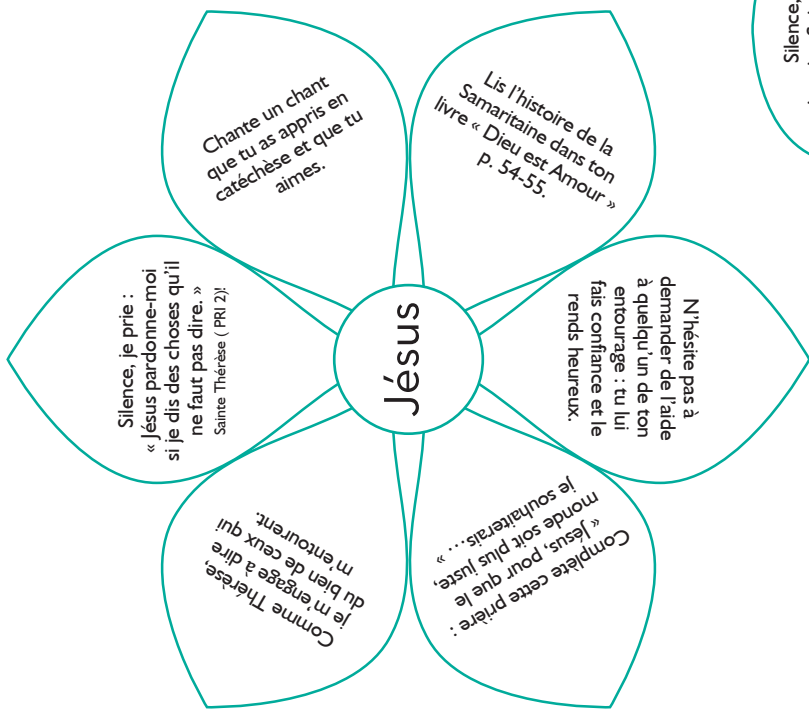 Jésus
Silence, je prie :
« Jésus pardonne-moi
si je dis des choses qu'il
ne faut pas dire. »
Sainte Thérèse ( PRI 2)!
Chante un chant
que tu as appris en
catéchèse et que tu
aimes.
Lis l'histoire de la
Samaritaine dans ton
livre « Dieu est Amour »
p. 54-55.
N'hésite pas à
demander de l'aide
à quelqu'un de ton
entourage : tu lui
fais confiance et le
rends heureux.
Complète cette prière :
« Jésus, pour que le
monde soit plus juste,
je souhaiterais… »
Comme Thérèse,
je m'engage à dire
du bien de ceux qui
m'entourent.
Silence,